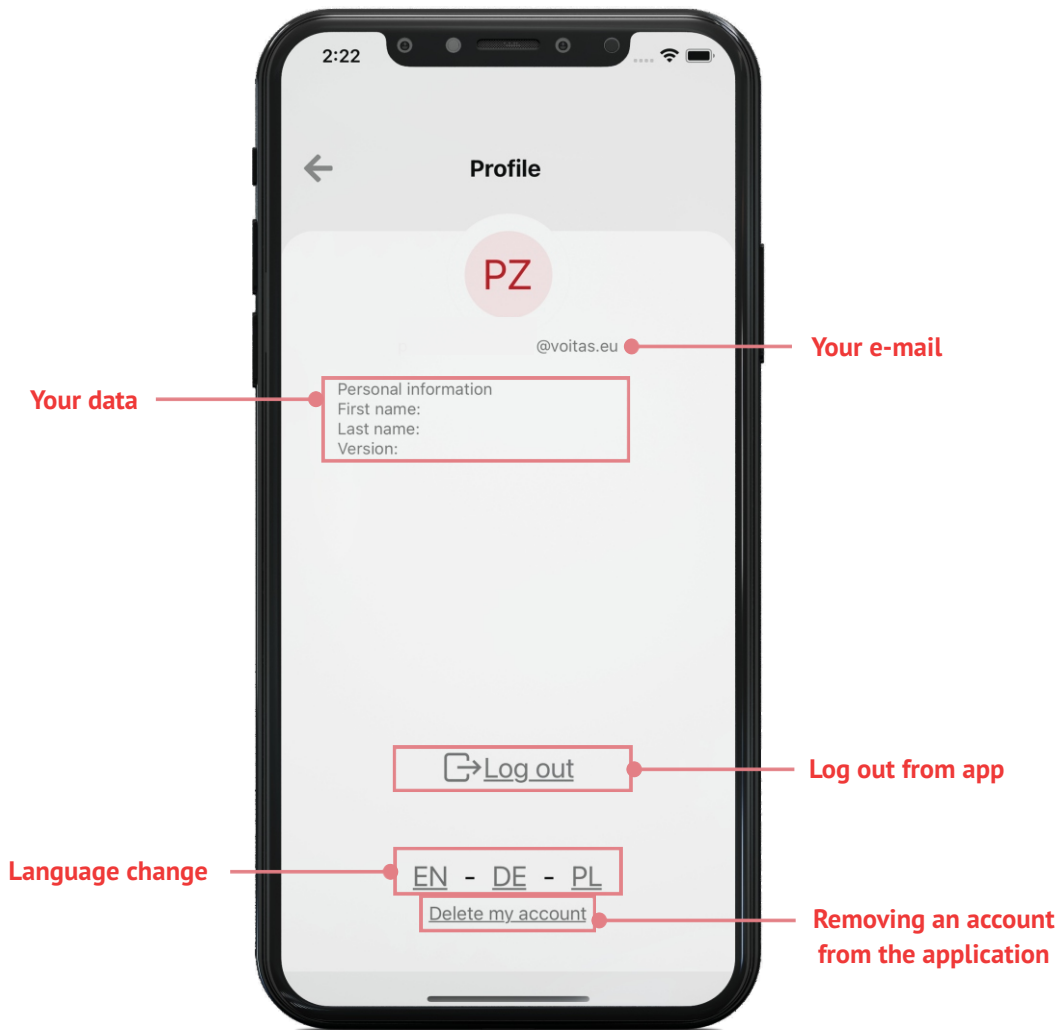 2:22
Profile
PZ
@voitas.eu
Your e-mail
Your data
Personal information
First name:
Last name:
Version:
Log out
Log out from app
Language change
EN - DE - PL
Delete my account
Removing an account
from the application